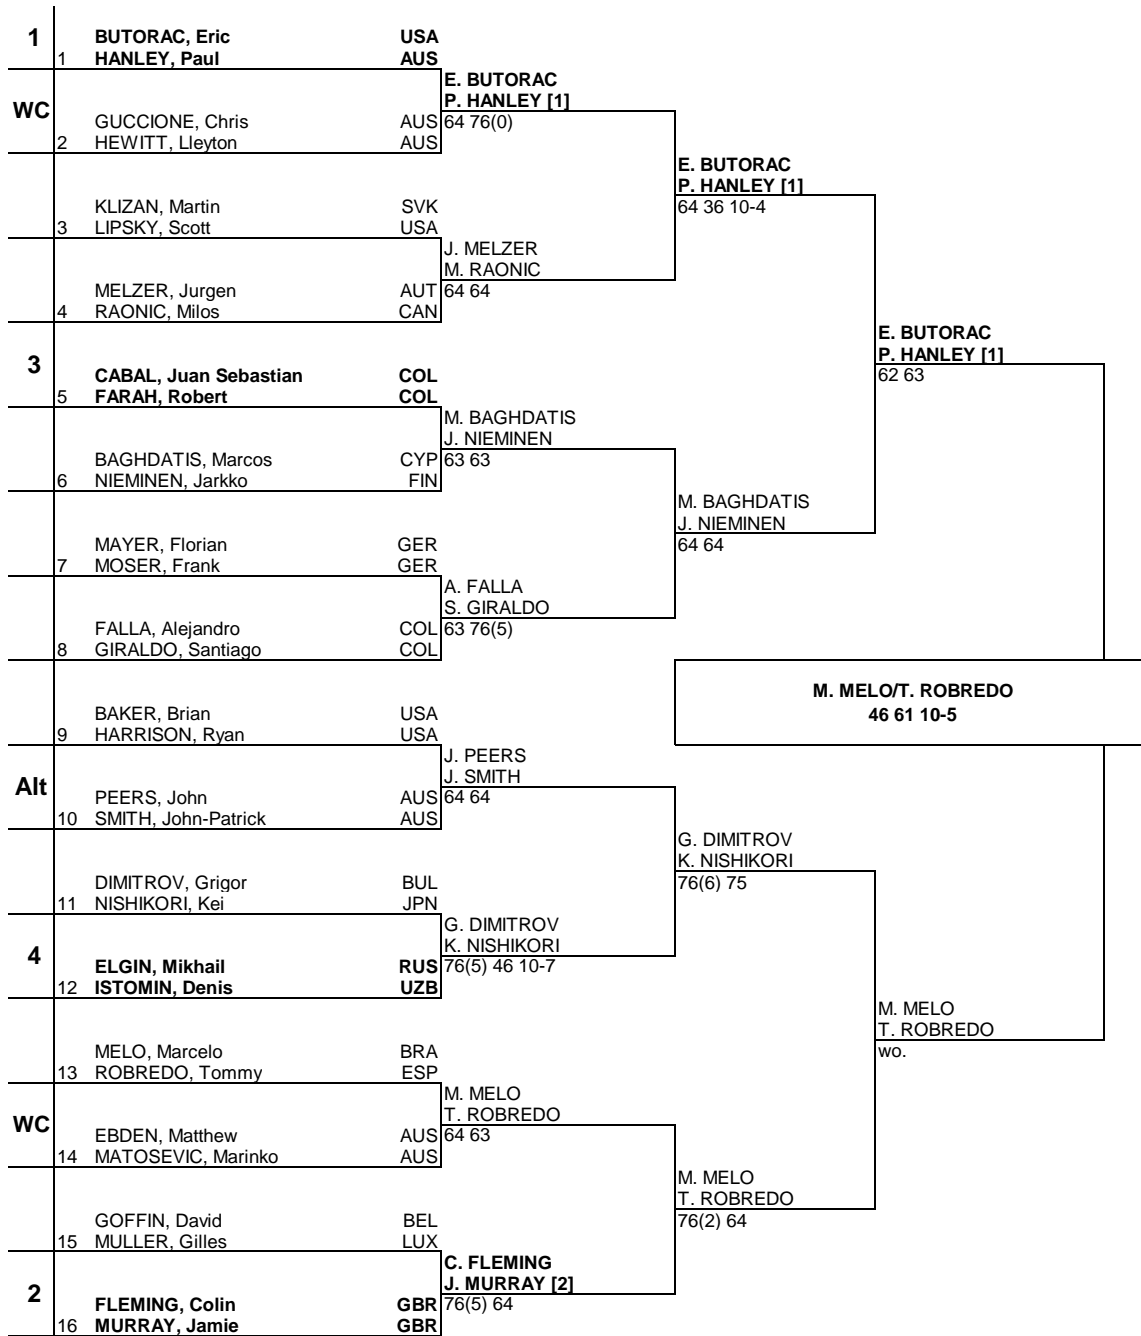 1 BUTORAC, Eric USA
1 HANLEY, Paul AUS
E. BUTORAC
P. HANLEY [1]
WC
GUCCIONE, Chris AUS 64 76(0)
2 HEWITT, Lleyton AUS
E. BUTORAC
P. HANLEY [1]
KLIZAN, Martin SVK 64 36 10-4
3 LIPSKY, Scott USA
J. MELZER
M. RAONIC
MELZER, Jurgen AUT 64 64
4 RAONIC, Milos CAN
E. BUTORAC
P. HANLEY [1]
3
CABAL, Juan Sebastian COL 62 63
5 FARAH, Robert COL
M. BAGHDATIS
J. NIEMINEN
BAGHDATIS, Marcos CYP 63 63
6 NIEMINEN, Jarkko FIN
M. BAGHDATIS
J. NIEMINEN
MAYER, Florian GER 64 64
7 MOSER, Frank GER
A. FALLA
S. GIRALDO
FALLA, Alejandro COL 63 76(5)
8 GIRALDO, Santiago COL
M. MELO/T. ROBREDO
BAKER, Brian USA 46 61 10-5
9 HARRISON, Ryan USA
J. PEERS
J. SMITH
Alt
PEERS, John AUS 64 64
10 SMITH, John-Patrick AUS
G. DIMITROV
K. NISHIKORI
DIMITROV, Grigor BUL 76(6) 75
11 NISHIKORI, Kei JPN
G. DIMITROV
K. NISHIKORI
4
ELGIN, Mikhail RUS 76(5) 46 10-7
12 ISTOMIN, Denis UZB
M. MELO
T. ROBREDO
MELO, Marcelo BRA wo.
13 ROBREDO, Tommy ESP
M. MELO
T. ROBREDO
WC
EBDEN, Matthew AUS 64 63
14 MATOSEVIC, Marinko AUS
M. MELO
T. ROBREDO
GOFFIN, David BEL 76(2) 64
15 MULLER, Gilles LUX
C. FLEMING
J. MURRAY [2]
2
FLEMING, Colin GBR 76(5) 64
16 MURRAY, Jamie GBR